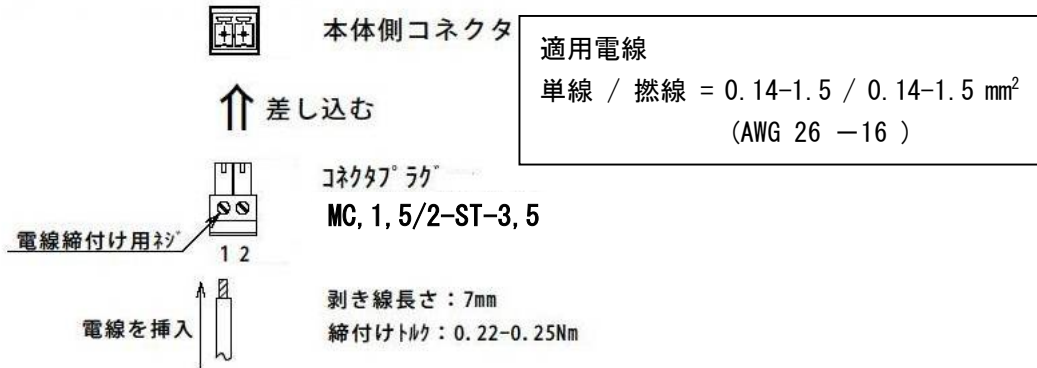 本体側コネクタ
適用電線
単線 / 撚線 = 0.14-1.5 / 0.14-1.5 mm²
(AWG 26 －16 )
差し込む
ｺﾈｸﾀﾌﾟﾗｸﾞ
MC, 1, 5/2-ST-3, 5
電線締付け用ﾈｼﾞ
1 2
電線を挿入
剥き線長さ：7mm
締付けﾄﾙｸ：0.22-0.25Nm